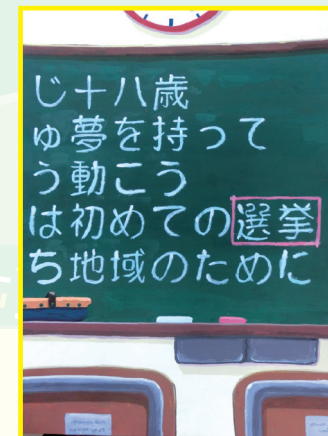 じ十八歳
ゅ夢を持って
う動こう
は初めての選挙
ち地域のために